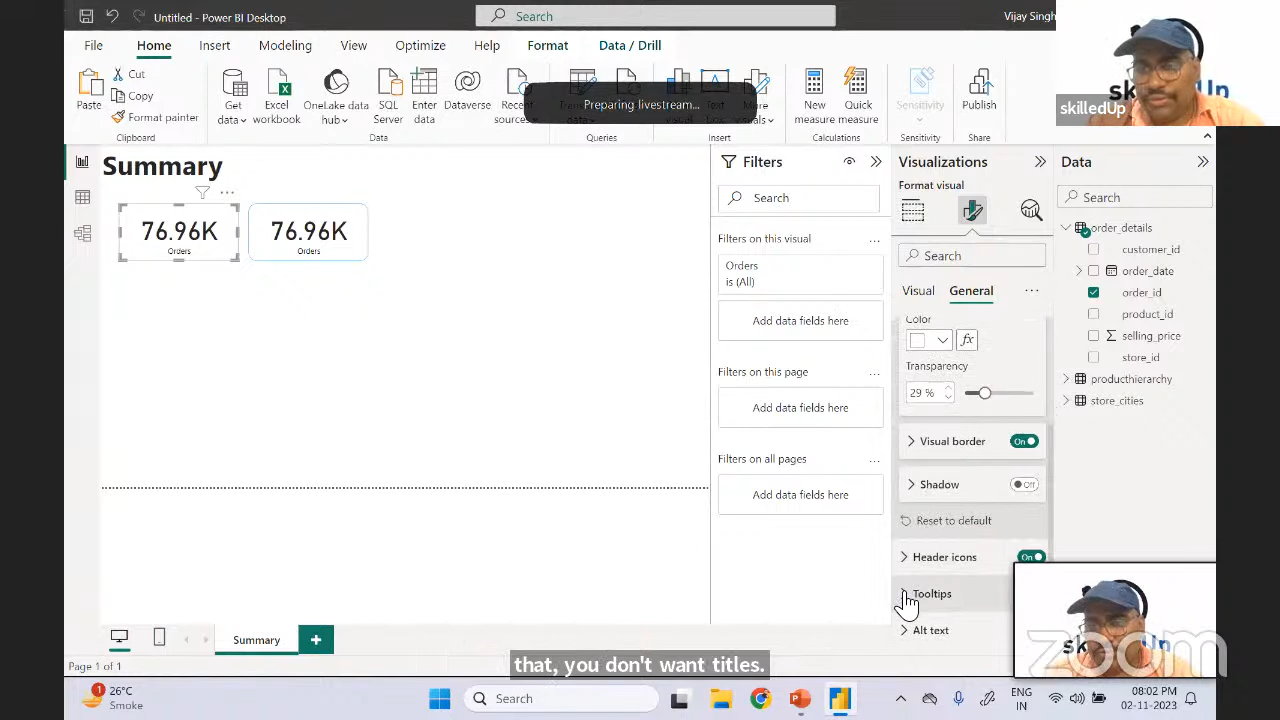 Untitled - Power BI Desktop
Search
Vijay Singh
File Home Insert Modeling View Optimize Help Format Data / Drill
Paste
Cut
Copy
Format painter
Get data
Excel workbook
OneLake data hub
SQL Server
Enter data
Dataverse
Recent sources
Preparing livestream...
New measure
Quick measure
Sensitivity
Publish
Clipboard
Data
Queries
Insert
Calculations
Sensitivity
Share
skilledUp
Summary
76.96K
Orders
76.96K
Orders
Filters
Search
Filters on this visual
Orders
is (All)
Add data fields here
Filters on this page
Add data fields here
Filters on all pages
Add data fields here
Visualizations
Format visual
Search
Visual General
Color
fx
Transparency
29 %
Visual border On
Shadow Off
Reset to default
Header icons On
Tooltips
Alt text
Data
Search
order_details
customer_id
order_date
order_id
product_id
selling_price
store_id
producthierarchy
store_cities
Summary
Page 1 of 1
that, you don't want titles.
zoom
26°C
Smoke
1
Search
ENG
IN
08:02 PM
02-11-2023